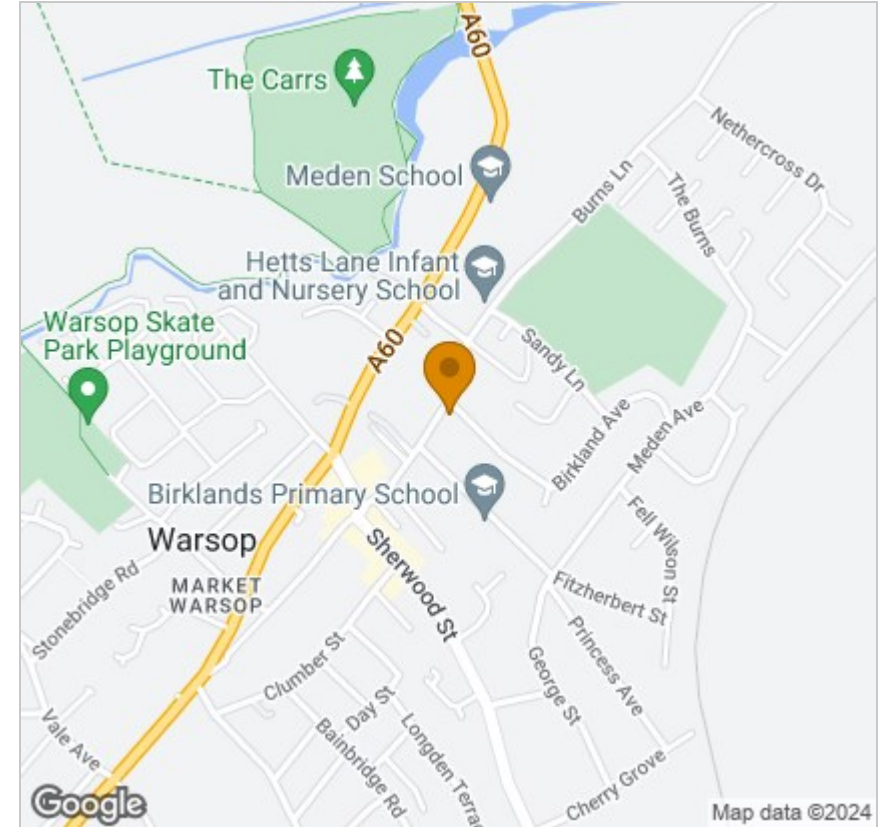 A60
The Carrs
Nethercross Dr
Meden School
Burns Ln
The Burns
Hetts Lane Infant
and Nursery School
Warsop Skate
Park Playground
A60
Sandy Ln
Birkland Ave
Meden Ave
Birklands Primary School
Fell Wilson St
Warsop
MARKET
WARSOP
Sherwood St
Stonebridge Rd
Fitzherbert St
Princess Ave
George St
Clumber St
Day St
Vale Ave
Bainbridge Rd
Longden Terrac
Cherry Grove
Google
Map data ©2024